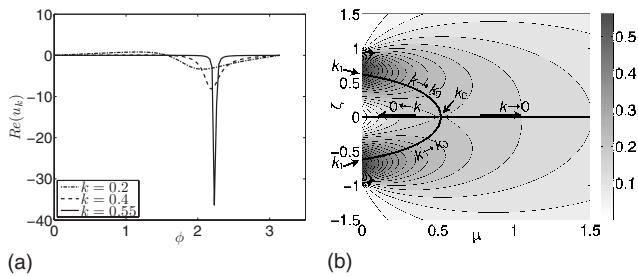 10
0
-10
-20
-30
-40
Re(u_k)
0
1
2
3
ϕ
k = 0.2
k = 0.4
k = 0.55
(a)
1.5
1
0.5
0
-0.5
-1
-1.5
ζ
0
0.5
1
1.5
μ
k₁
k→k₀
k₀
0←k
k→0
k→k₀
k₁
0.5
0.4
0.3
0.2
0.1
(b)